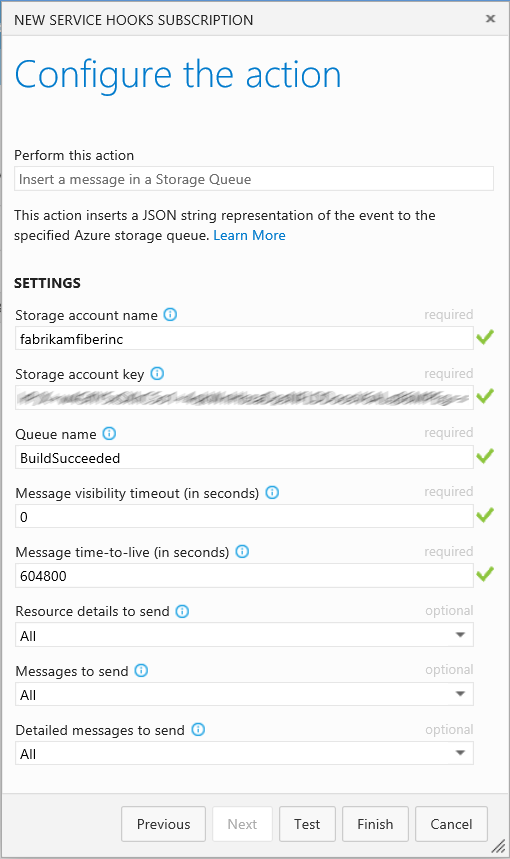 NEW SERVICE HOOKS SUBSCRIPTION
Configure the action
Perform this action
Insert a message in a Storage Queue
This action inserts a JSON string representation of the event to the
specified Azure storage queue. Learn More
SETTINGS
Storage account name required
fabrikamfiberinc
Storage account key required
Queue name required
BuildSucceeded
Message visibility timeout (in seconds) required
0
Message time-to-live (in seconds) required
604800
Resource details to send optional
All
Messages to send optional
All
Detailed messages to send optional
All
Previous Next Test Finish Cancel